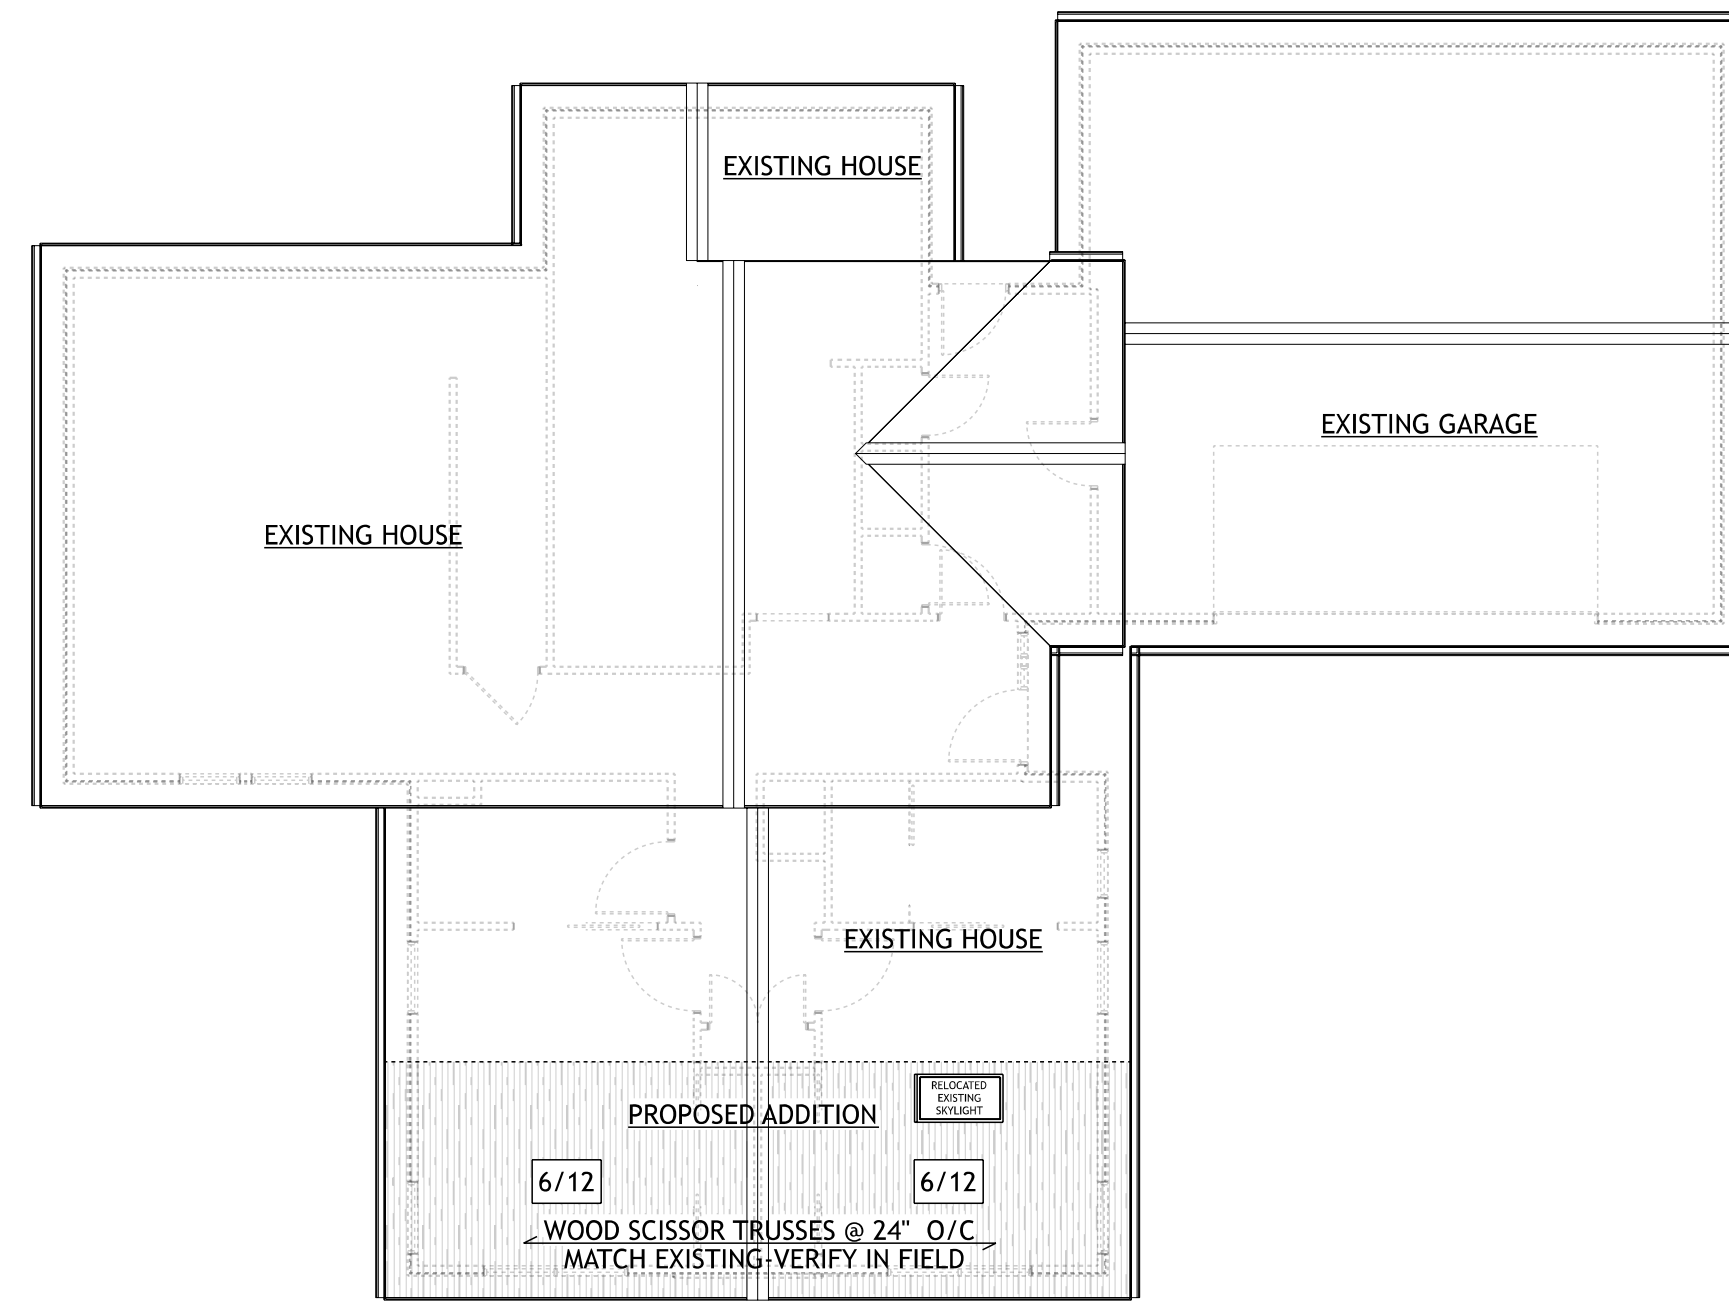 EXISTING HOUSE
EXISTING GARAGE
EXISTING HOUSE
EXISTING HOUSE
RELOCATED
EXISTING
SKYLIGHT
PROPOSED ADDITION
6/12
6/12
WOOD SCISSOR TRUSSES @ 24" O/C
MATCH EXISTING-VERIFY IN FIELD